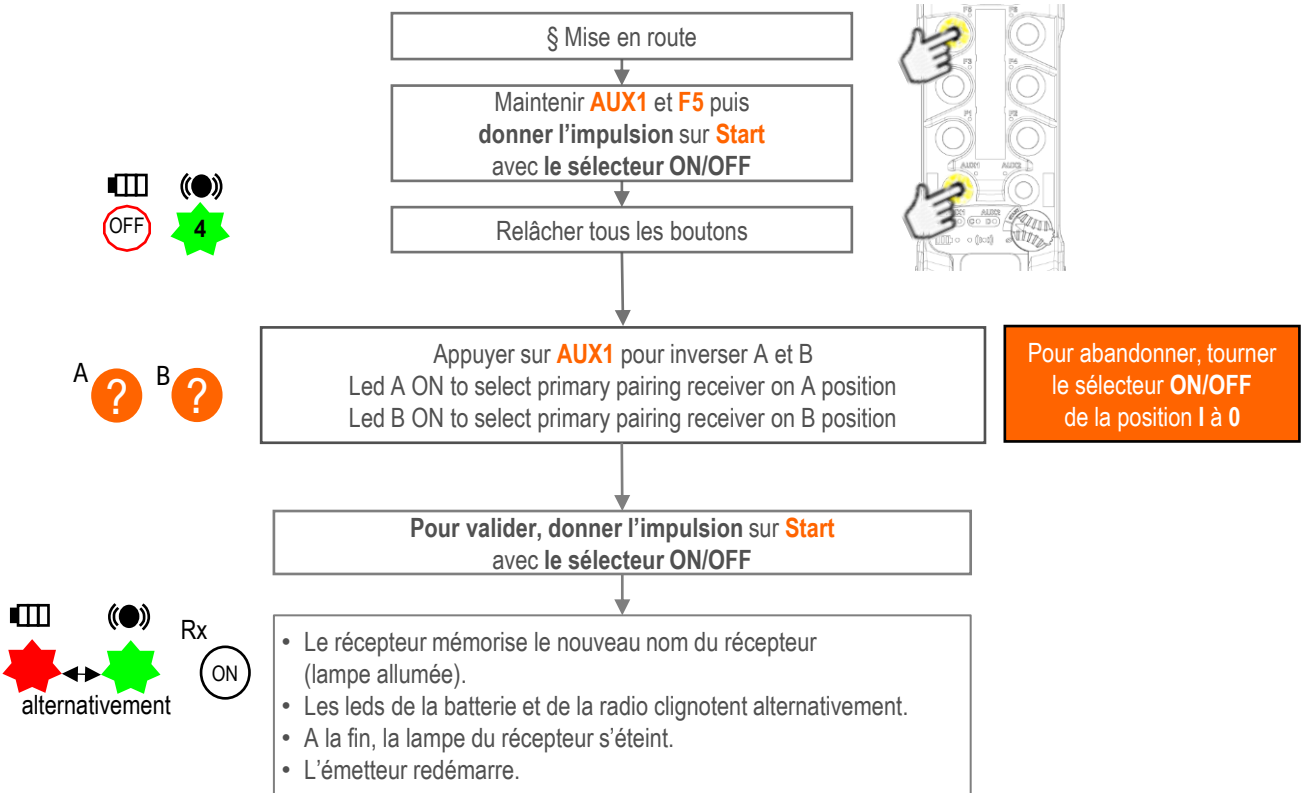 § Mise en route
Maintenir AUX1 et F5 puis
donner l'impulsion sur Start
avec le sélecteur ON/OFF
F5
F3
F4
F1
F2
AUX1 AUX2
AUX2
OFF
4
Relâcher tous les boutons
A ? B ?
Appuyer sur AUX1 pour inverser A et B
Led A ON to select primary pairing receiver on A position
Led B ON to select primary pairing receiver on B position
Pour abandonner, tourner
le sélecteur ON/OFF
de la position I à 0
Pour valider, donner l'impulsion sur Start
avec le sélecteur ON/OFF
Rx
ON
alternativement
• Le récepteur mémorise le nouveau nom du récepteur
(lampe allumée).
• Les leds de la batterie et de la radio clignotent alternativement.
• A la fin, la lampe du récepteur s'éteint.
• L'émetteur redémarre.